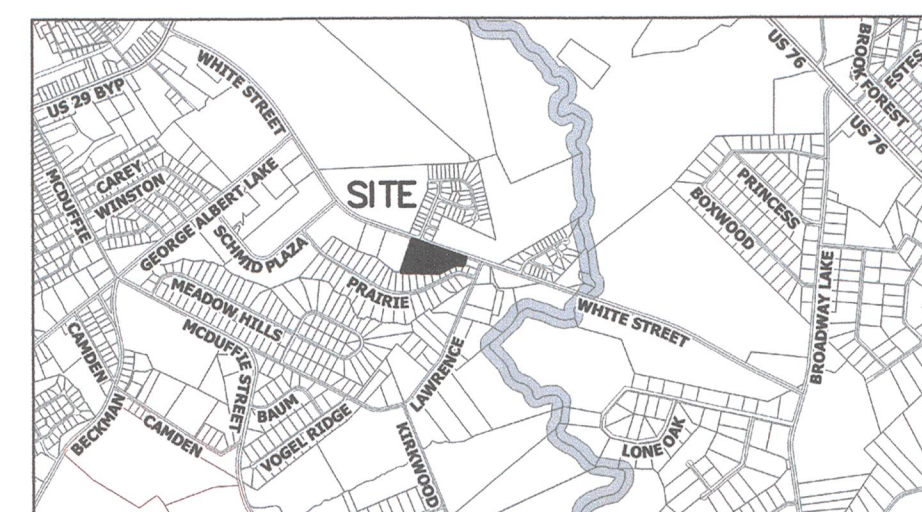 WHITE STREET
US 76
BROOK FOREST
ESTES
US 29 BYP
US 76
CAREY
WINSTON
MCDUFFIE
GEORGE ALBERT LAKE
SITE
PRINCESS
BOXWOOD
SCHMID PLAZA
PRAIRIE
MEADOW HILLS
MCDUFFIE STREET
WHITE STREET
BROADWAY LAKE
CAMDEN
LAWRENCE
BAUM
BECKMAN
CAMDEN
VOGEL RIDGE
KIRKWOOD
LONE OAK